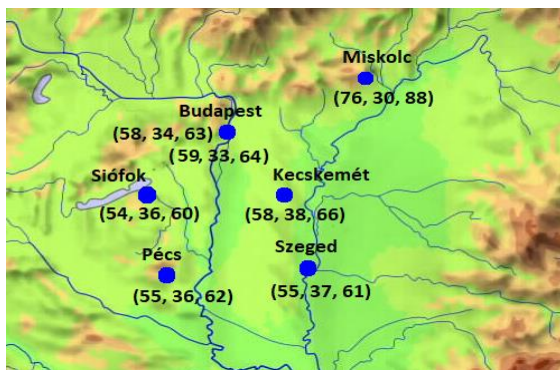 Miskolc
(76, 30, 88)
Budapest
(58, 34, 63)
(59, 33, 64)
Siófok
(54, 36, 60)
Kecskemét
(58, 38, 66)
Pécs
(55, 36, 62)
Szeged
(55, 37, 61)